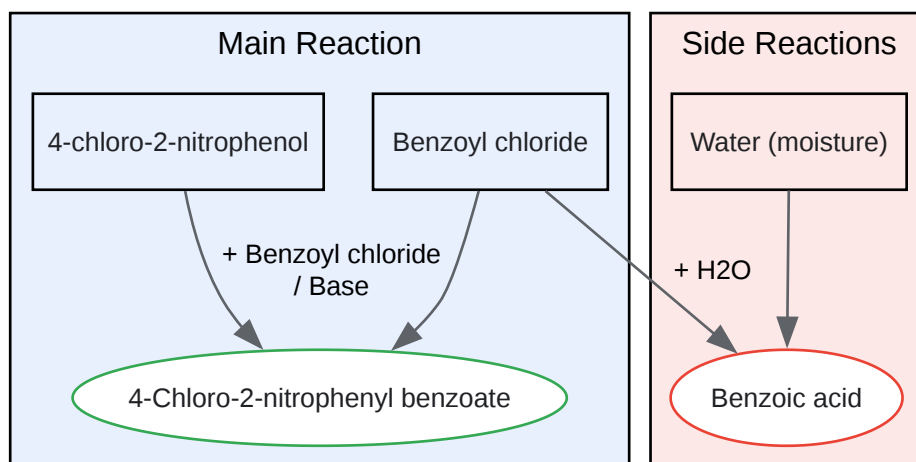 Main Reaction
Side Reactions
4-chloro-2-nitrophenol
Benzoyl chloride
Water (moisture)
+ Benzoyl chloride
/ Base
+ H2O
4-Chloro-2-nitrophenyl benzoate
Benzoic acid